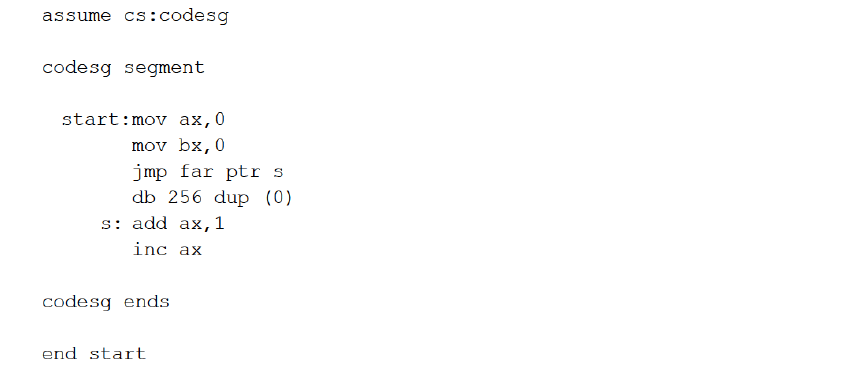 assume cs:codesg
codesg segment
start:mov ax,0
mov bx,0
jmp far ptr s
db 256 dup (0)
s: add ax,1
inc ax
codesg ends
end start